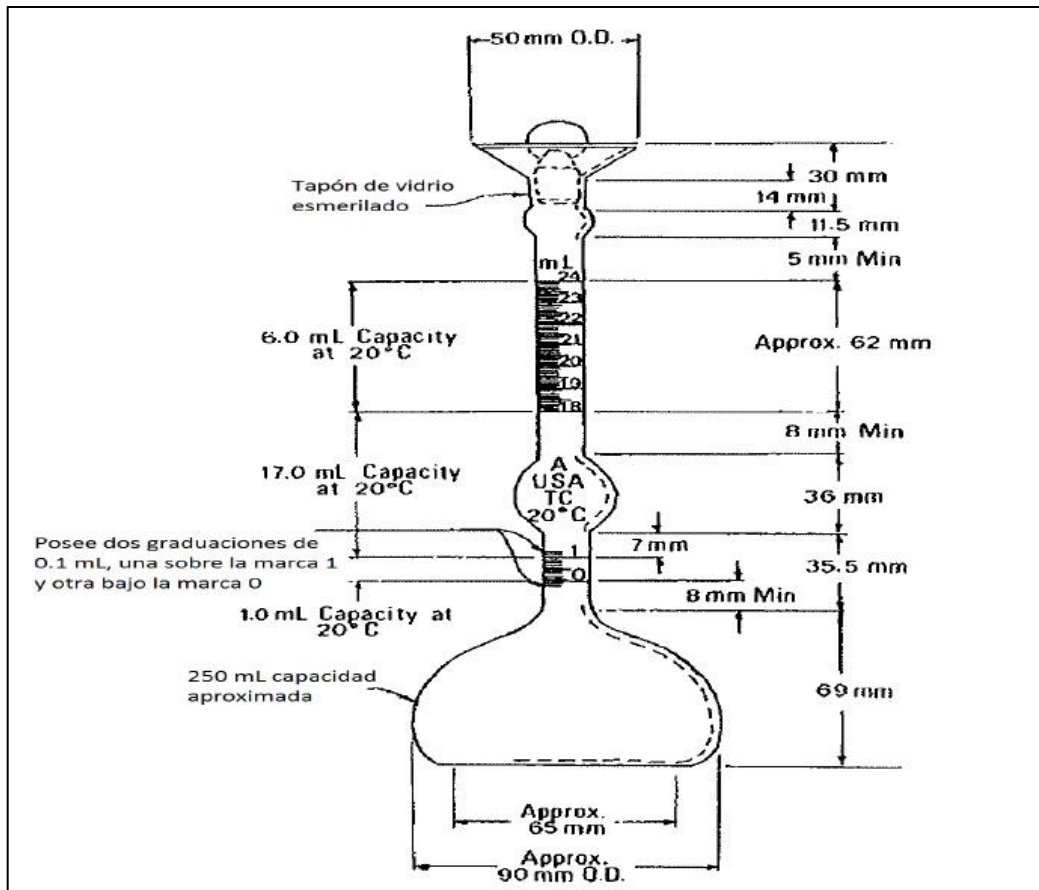 50 mm O.D.
Tapón de vidrio
esmerilado
30 mm
14 mm
11.5 mm
5 mm Min
mL
24
23
22
21
20
19
18
6.0 mL Capacity
at 20°C
Approx. 62 mm
8 mm Min
17.0 mL Capacity
at 20°C
A
USA
TC
20°C
36 mm
Posee dos graduaciones de
0.1 mL, una sobre la marca 1
y otra bajo la marca 0
1
0
7 mm
35.5 mm
8 mm Min
1.0 mL Capacity at
20°C
250 mL capacidad
aproximada
69 mm
Approx.
65 mm
Approx.
90 mm O.D.